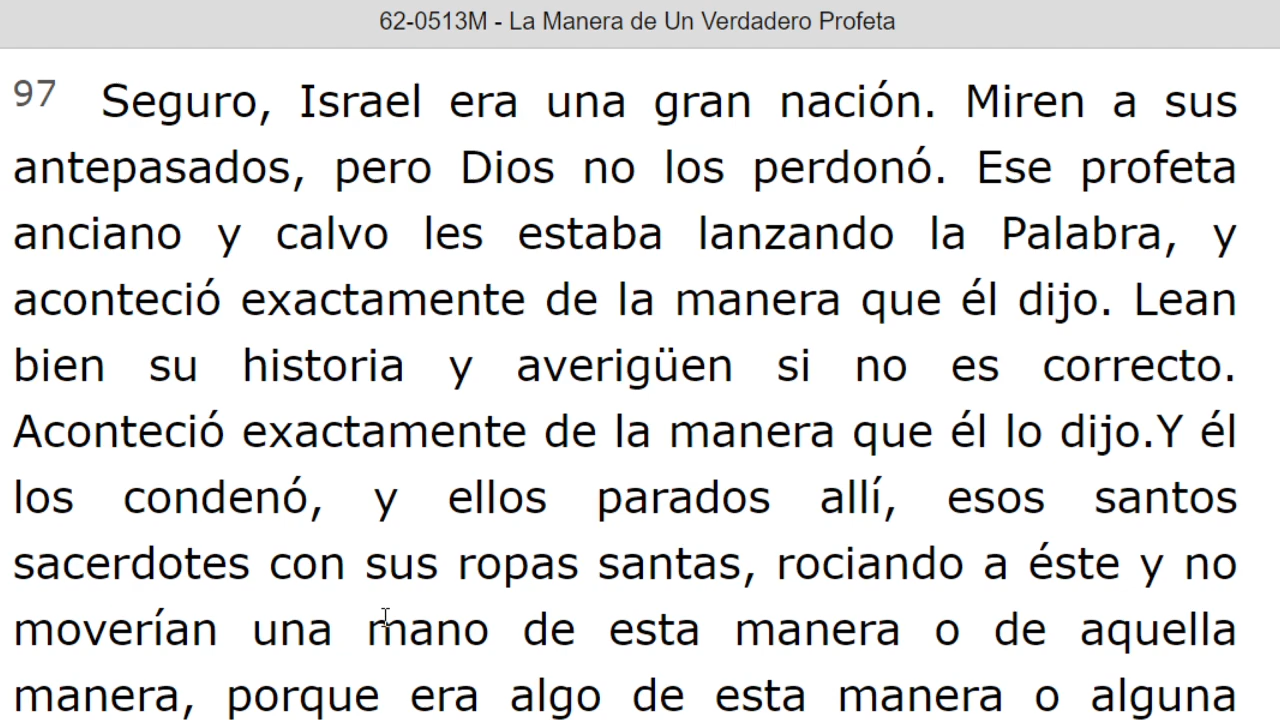 62-0513M - La Manera de Un Verdadero Profeta
97 Seguro, Israel era una gran nación. Miren a sus
antepasados, pero Dios no los perdonó. Ese profeta
anciano y calvo les estaba lanzando la Palabra, y
aconteció exactamente de la manera que él dijo. Lean
bien su historia y averigüen si no es correcto.
Aconteció exactamente de la manera que él lo dijo.Y él
los condenó, y ellos parados allí, esos santos
sacerdotes con sus ropas santas, rociando a éste y no
moverían una mano de esta manera o de aquella
manera, porque era algo de esta manera o alguna